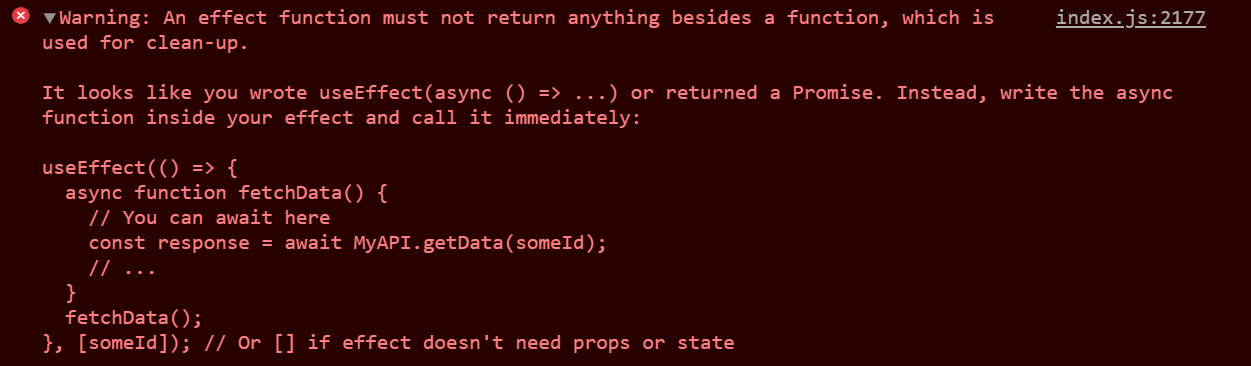 ▼Warning: An effect function must not return anything besides a function, which is index.js:2177
used for clean-up.
It looks like you wrote useEffect(async () => ...) or returned a Promise. Instead, write the async
function inside your effect and call it immediately:
useEffect(() => {
  async function fetchData() {
    // You can await here
    const response = await MyAPI.getData(someId);
    // ...
  }
  fetchData();
}, [someId]); // Or [] if effect doesn't need props or state